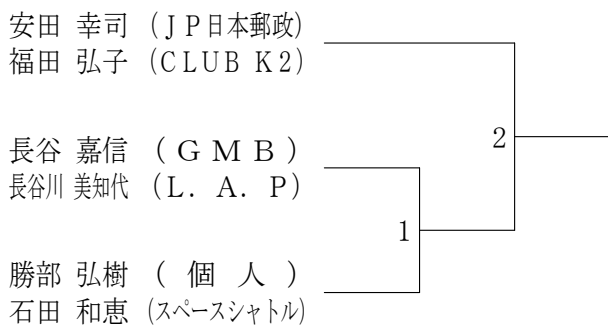 安田 幸司 (JP日本郵政)
福田 弘子 (CLUB K2)
2
長谷 嘉信 (GMB)
長谷川 美知代 (L. A. P)
1
勝部 弘樹 (個人)
石田 和恵 (スペースシャトル)